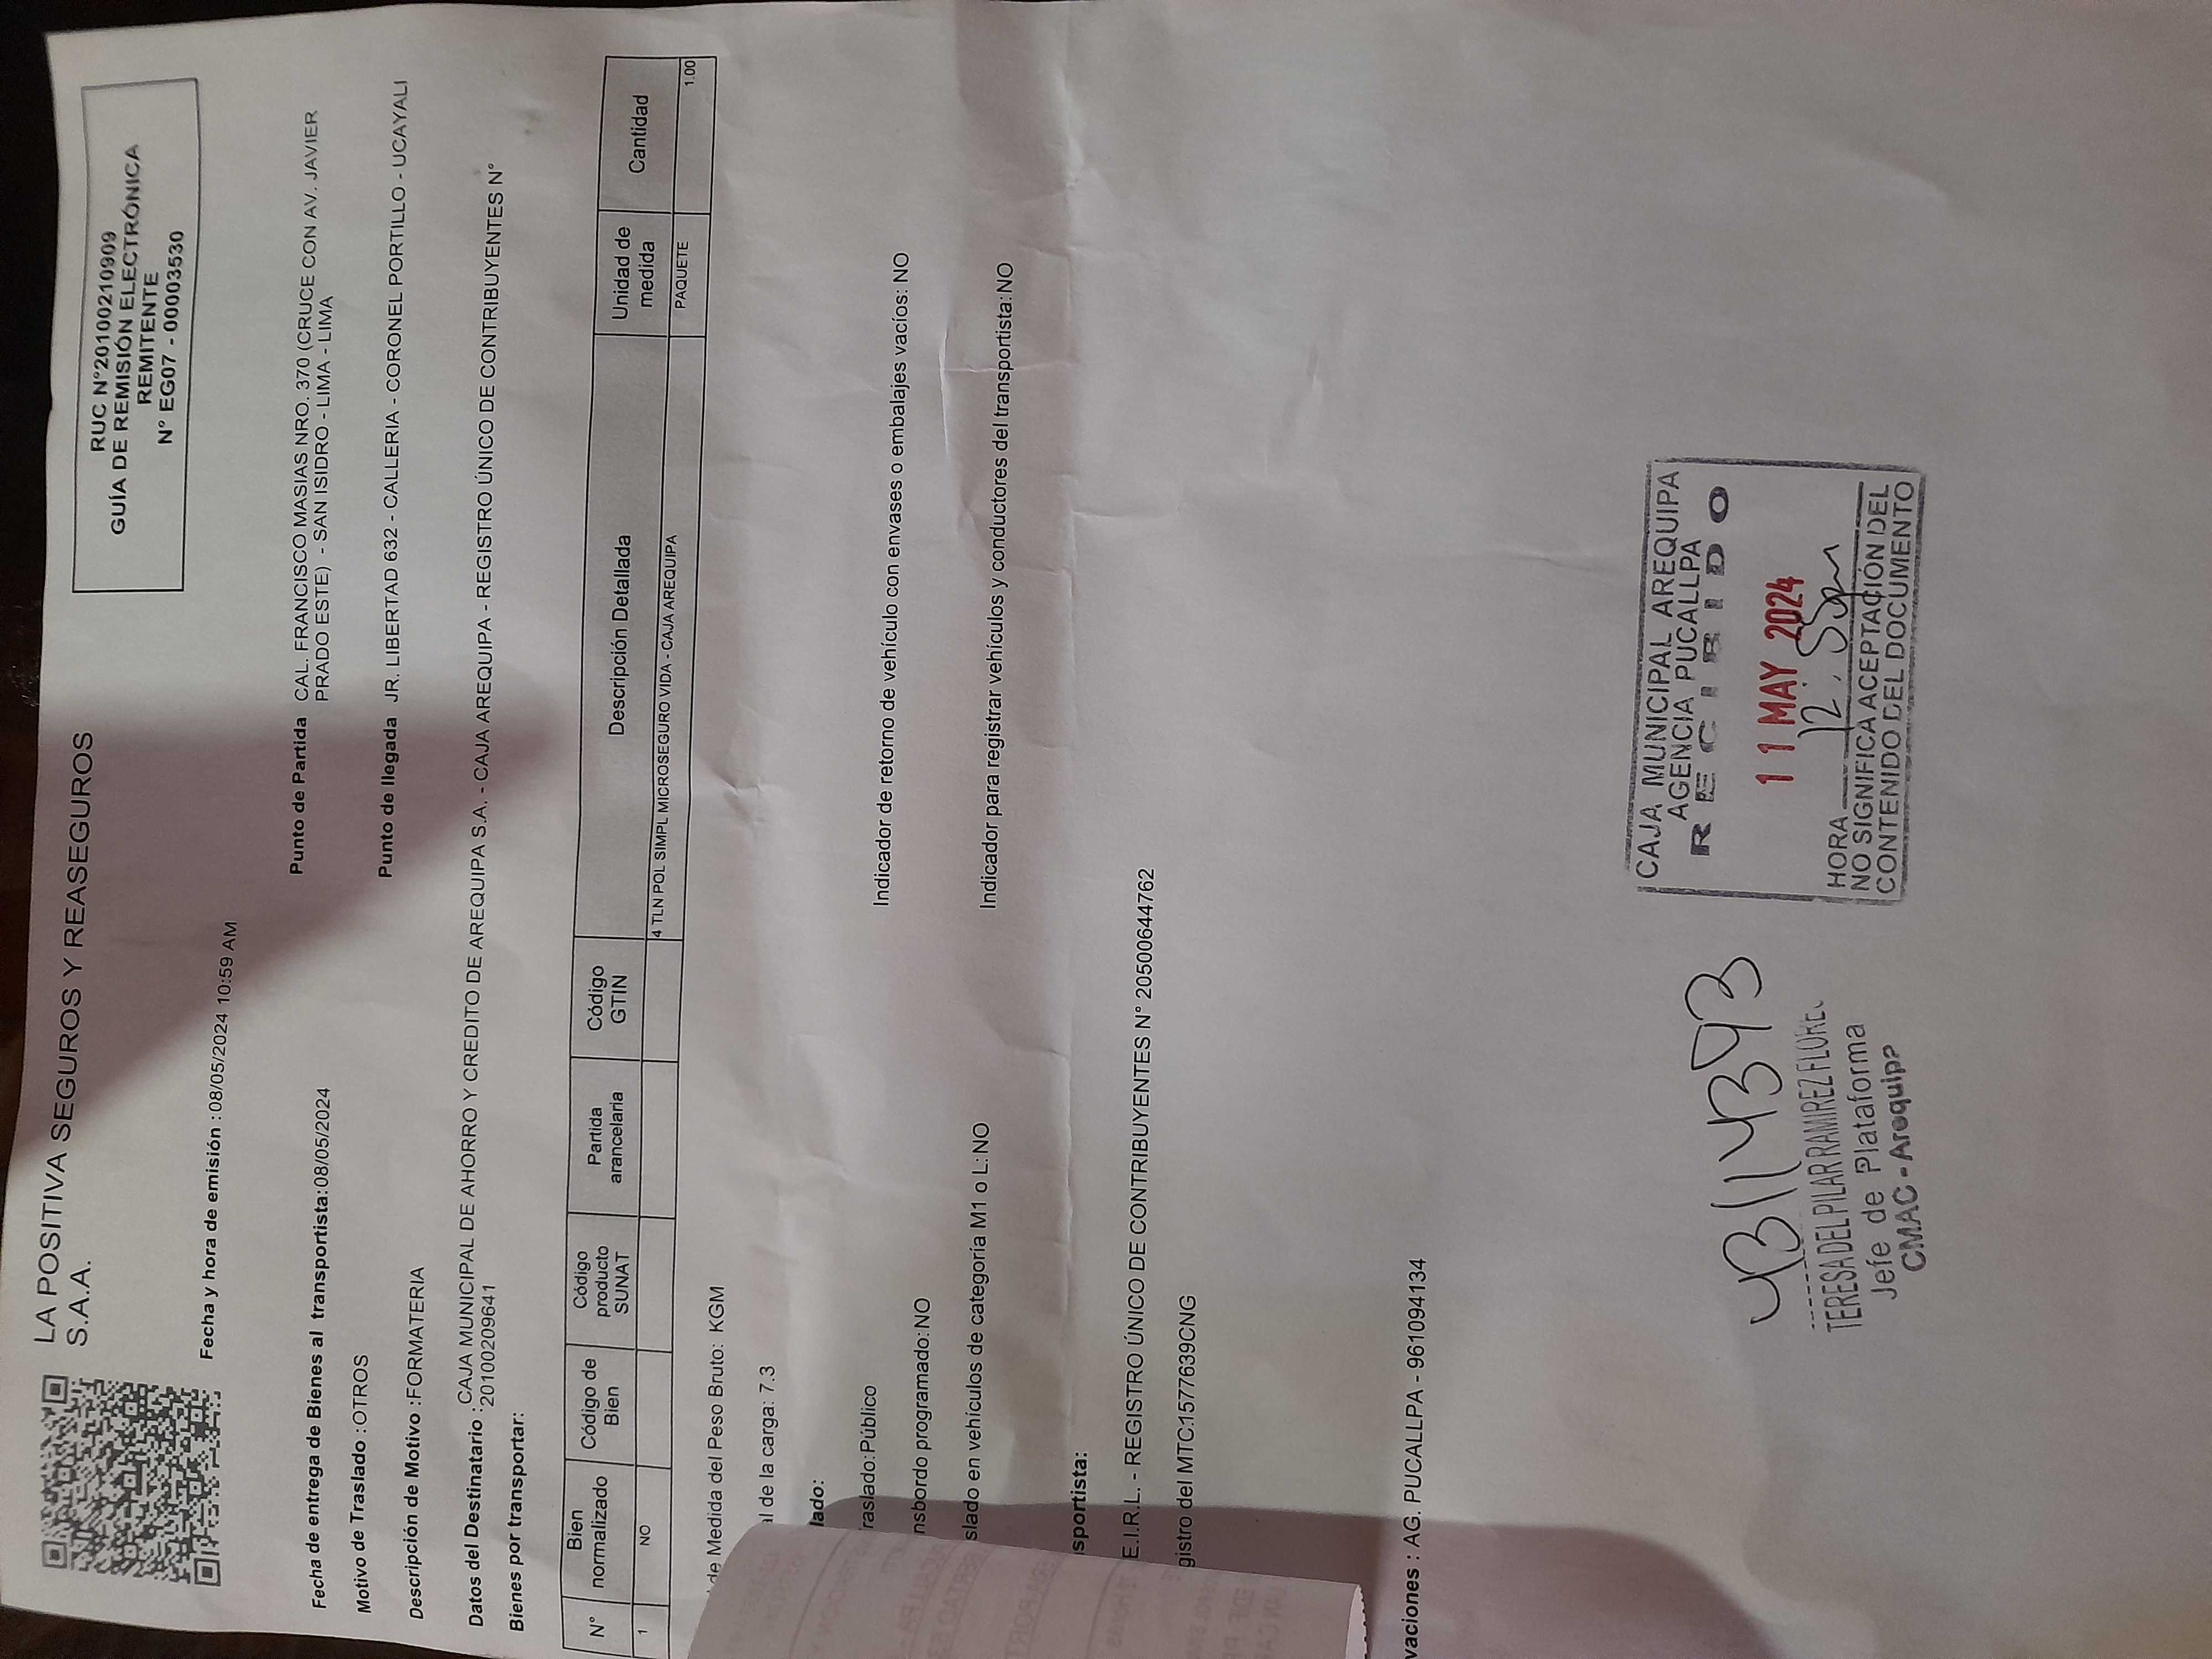 LA POSITIVA SEGUROS Y REASEGUROS
S.A.A.
RUC N°20100210909
GUÍA DE REMISIÓN ELECTRÓNICA
REMITENTE
N° EG07 - 00003530
Fecha y hora de emisión : 08/05/2024 10:59 AM
Fecha de entrega de Bienes al transportista:08/05/2024
Motivo de Traslado : OTROS
Descripción de Motivo : FORMATERIA
Punto de Partida CAL. FRANCISCO MASIAS NRO. 370 (CRUCE CON AV. JAVIER
PRADO ESTE) - SAN ISIDRO - LIMA - LIMA
Punto de llegada JR. LIBERTAD 632 - CALLERIA - CORONEL PORTILLO - UCAYALI
Datos del Destinatario : CAJA MUNICIPAL DE AHORRO Y CREDITO DE AREQUIPA S.A. - CAJA AREQUIPA - REGISTRO ÚNICO DE CONTRIBUYENTES N°
20100209641
Bienes por transportar:
N° Bien normalizado Código de Bien Código producto SUNAT Partida arancelaria Código GTIN Descripción Detallada Unidad de medida Cantidad
1 NO 4 TLN POL SIMPL MICROSEGURO VIDA - CAJA AREQUIPA PAQUETE 1.00
de Medida del Peso Bruto: KGM
al de la carga: 7.3
lado:
raslado:Público
Indicador de retorno de vehículo con envases o embalajes vacíos: NO
nsbordo programado:NO
slado en vehículos de categoría M1 o L:NO
Indicador para registrar vehículos y conductores del transportista:NO
sportista:
E.I.R.L. - REGISTRO ÚNICO DE CONTRIBUYENTES N° 20500644762
gistro del MTC:1577639CNG
vaciones : AG. PUCALLPA - 961094134
43114393
TERESA DEL PILAR RAMIREZ
Jefe de Plataforma
CMAC - Arequipa
CAJA MUNICIPAL AREQUIPA
AGENCIA PUCALLPA
RECIBIDO
11 MAY 2024
HORA 12.50m
NO SIGNIFICA ACEPTACIÓN DEL
CONTENIDO DEL DOCUMENTO